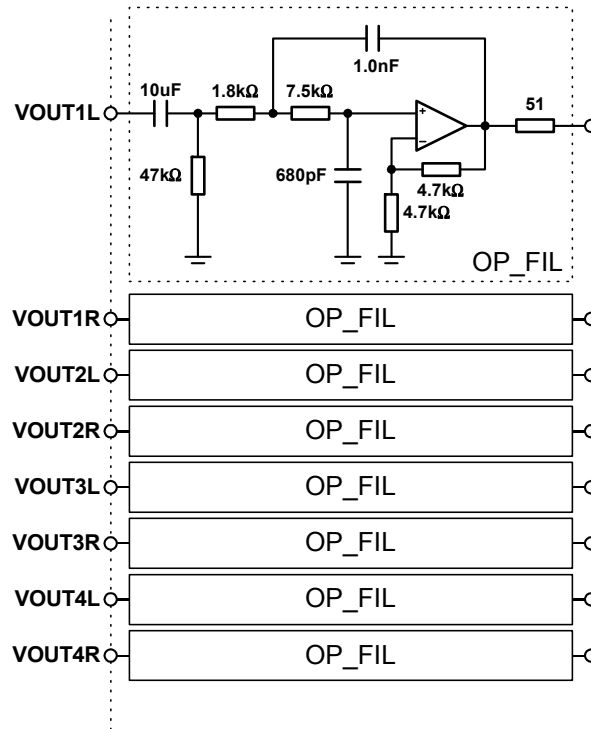 1.0nF
10uF
1.8kΩ
7.5kΩ
51
VOUT1L
+
−
47kΩ
680pF
4.7kΩ
4.7kΩ
OP_FIL
VOUT1R OP_FIL
VOUT2L OP_FIL
VOUT2R OP_FIL
VOUT3L OP_FIL
VOUT3R OP_FIL
VOUT4L OP_FIL
VOUT4R OP_FIL